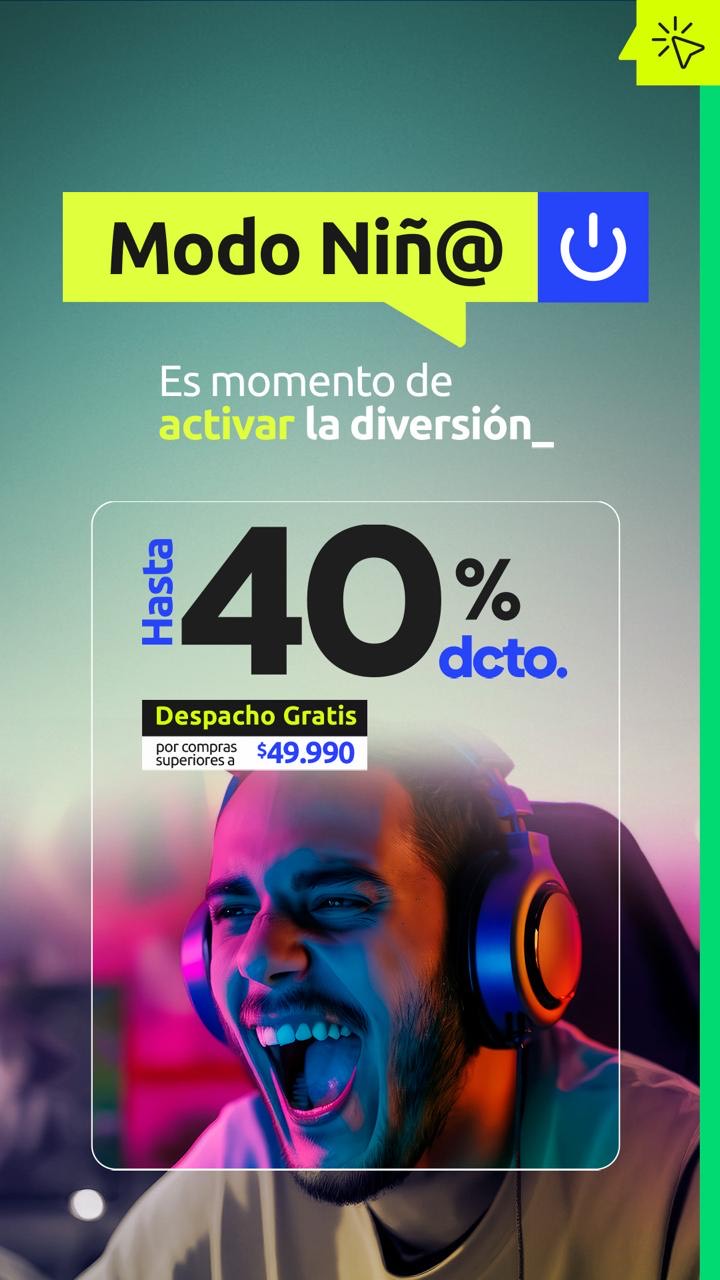 Modo Niñ@
Es momento de
activar la diversión_
Hasta
40%
dcto.
Despacho Gratis
por compras
superiores a
$49.990